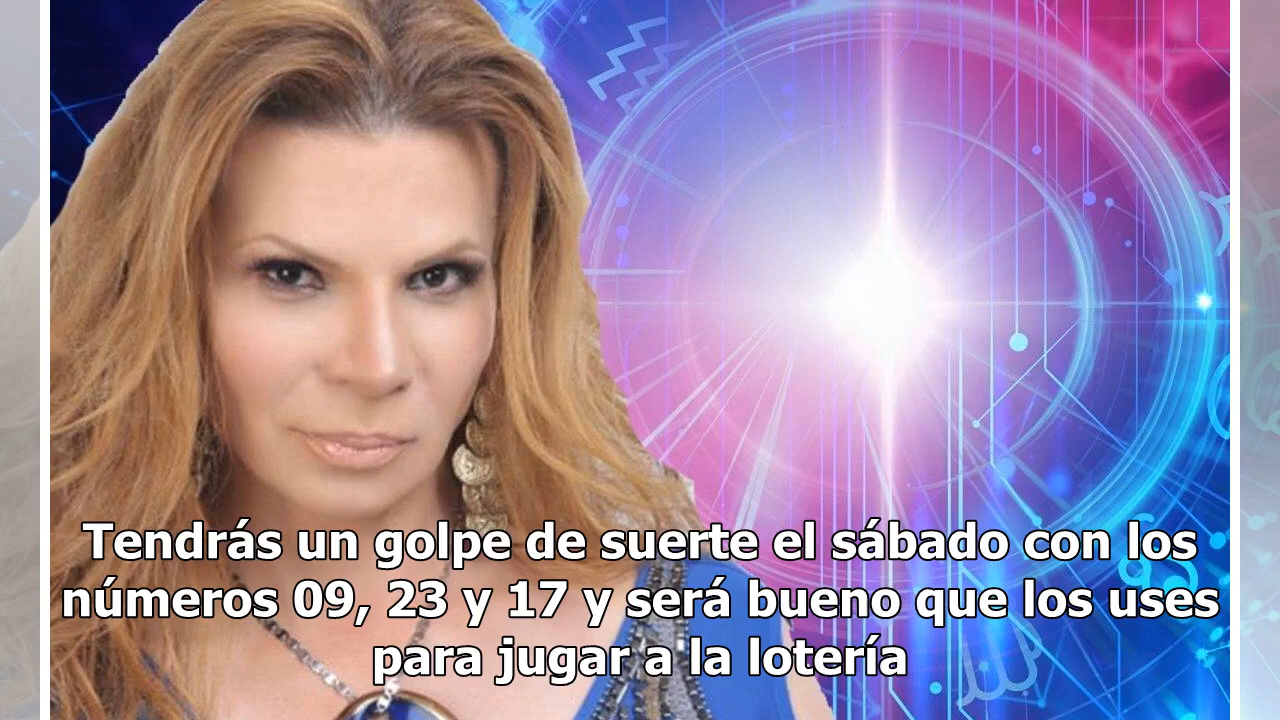 Tendrás un golpe de suerte el sábado con los
números 09, 23 y 17 y será bueno que los uses
para jugar a la lotería